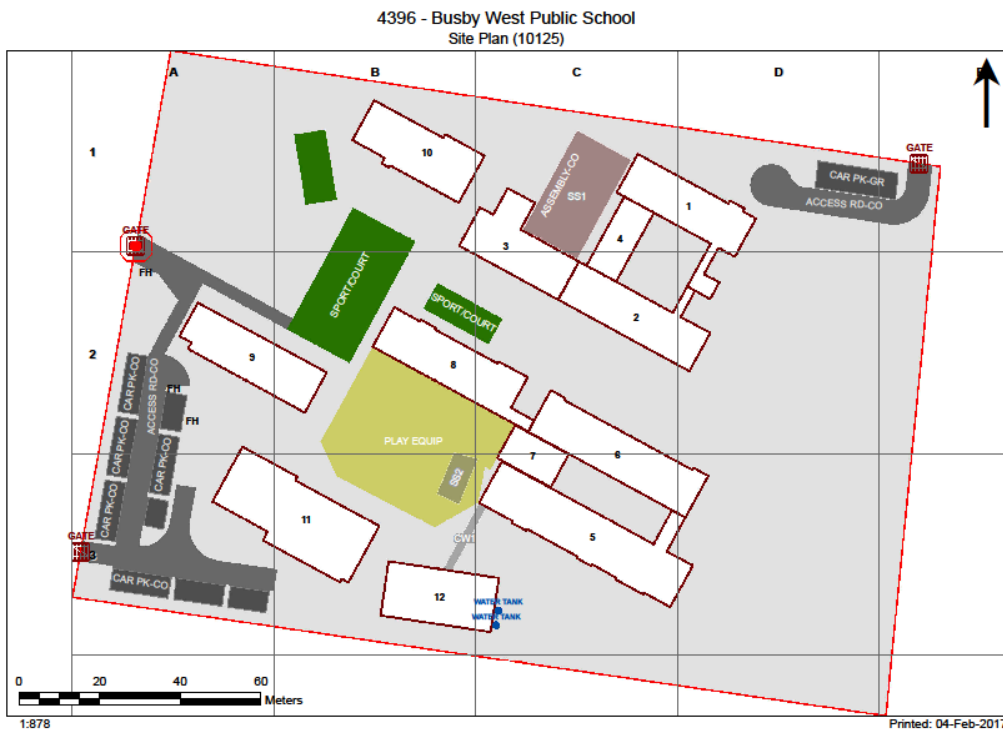 4396 - Busby West Public School
Site Plan (10125)
A
B
C
D
1
10
ASSEMBLY-CO
SS1
1
GATE
CAR PK-GR
ACCESS RD-CO
GATE
FH
3
4
SPORT/COURT
SPORT/COURT
2
2
9
8
CAR PK-CO
ACCESS RD-CO
FH
FH
CAR PK-CO
CAR PK-CO
CAR PK-CO
PLAY EQUIP
7
6
SS2
11
5
CW1
GATE
3
CAR PK-CO
12
WATER TANK
WATER TANK
0
20
40
60
Meters
1:878
Printed: 04-Feb-2017